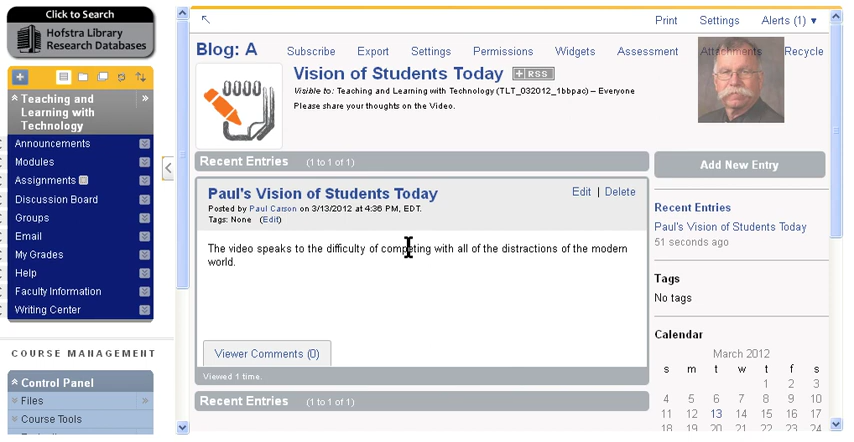 Click to Search
Hofstra Library
Research Databases
Teaching and
Learning with
Technology
Announcements
Modules
Assignments
Discussion Board
Groups
Email
My Grades
Help
Faculty Information
Writing Center
COURSE MANAGEMENT
Control Panel
Files
Course Tools
Print Settings Alerts (1)
Blog: A Subscribe Export Settings Permissions Widgets Assessment Attachments Recycle
Vision of Students Today + RSS
Visible to: Teaching and Learning with Technology (TLT_032012_1bbpac) – Everyone
Please share your thoughts on the Video.
Recent Entries (1 to 1 of 1)
Paul's Vision of Students Today Edit | Delete
Posted by Paul Carson on 3/13/2012 at 4:36 PM, EDT.
Tags: None (Edit)
The video speaks to the difficulty of competing with all of the distractions of the modern
world.
Viewer Comments (0)
Viewed 1 time.
Recent Entries (1 to 1 of 1)
Add New Entry
Recent Entries
Paul's Vision of Students Today
51 seconds ago
Tags
No tags
Calendar
March 2012
s m t w t f s
1 2 3
4 5 6 7 8 9 10
11 12 13 14 15 16 17
18 19 20 21 22 23 24